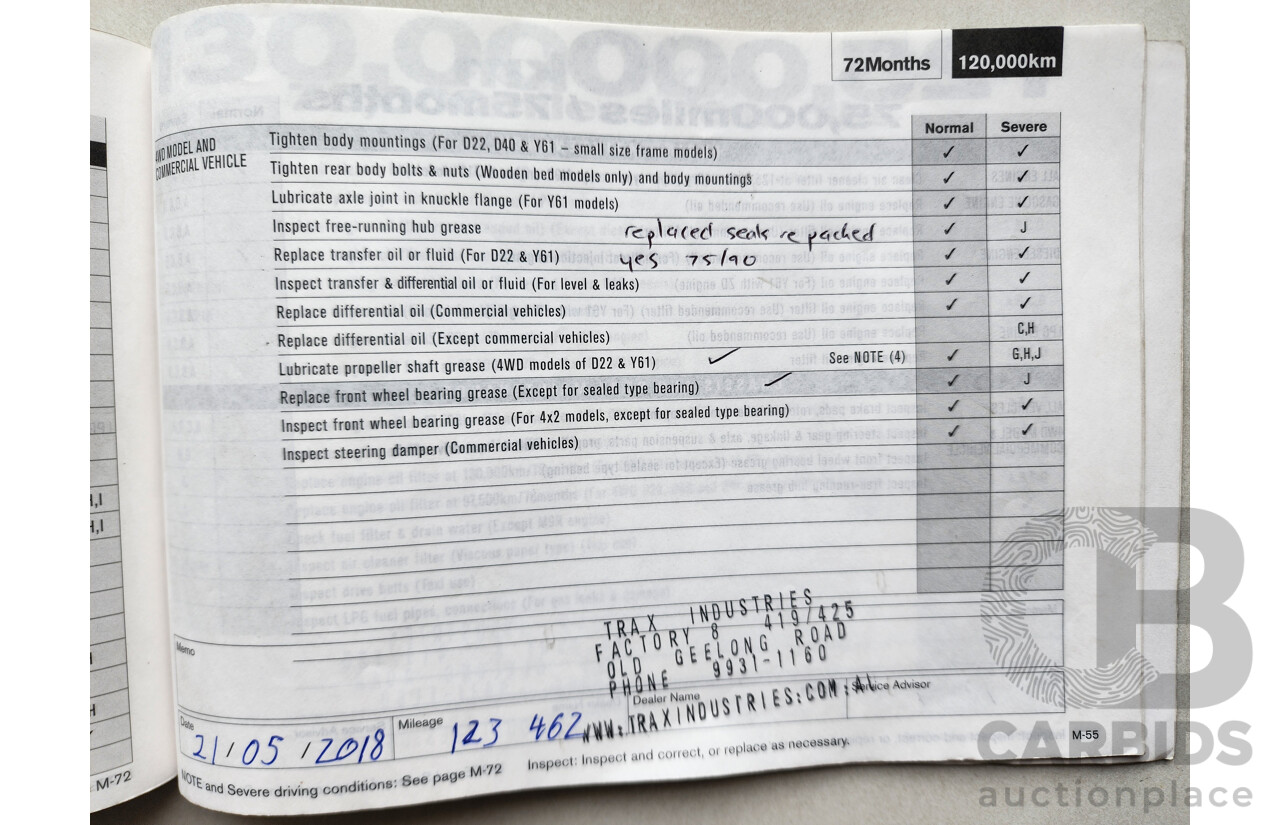 72Months 120,000km
Normal Severe
4WD MODEL AND
COMMERCIAL VEHICLE
Tighten body mountings (For D22, D40 & Y61 – small size frame models) ✓ ✓
Tighten rear body bolts & nuts (Wooden bed models only) and body mountings ✓ ✓
Lubricate axle joint in knuckle flange (For Y61 models) ✓ ✓
Inspect free-running hub grease replaced seals repacked ✓ J
Replace transfer oil or fluid (For D22 & Y61) yes 75/90 ✓ ✓
Inspect transfer & differential oil or fluid (For level & leaks) ✓ ✓
Replace differential oil (Commercial vehicles) ✓ ✓
Replace differential oil (Except commercial vehicles) C,H
Lubricate propeller shaft grease (4WD models of D22 & Y61) ✓ See NOTE (4) ✓ G,H,J
Replace front wheel bearing grease (Except for sealed type bearing) ✓ ✓ J
Inspect front wheel bearing grease (For 4x2 models, except for sealed type bearing) ✓ ✓
Inspect steering damper (Commercial vehicles) ✓ ✓
Memo
TRAX INDUSTRIES
FACTORY 8 419/425
OLD GEELONG ROAD
PHONE 9931-1160
WWW.TRAXINDUSTRIES.COM.AU
Date 21/05/2018
Mileage 123 462
Dealer Name
Service Advisor
NOTE and Severe driving conditions: See page M-72 Inspect: Inspect and correct, or replace as necessary.
M-55
H,I
H,I
H
M-72
CARBIDS
auctionplace